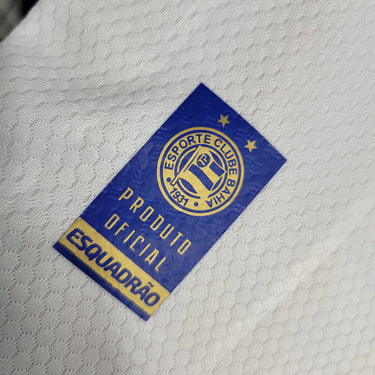 ESPORTE CLUBE BAHIA
1931
PRODUTO
OFICIAL
ESQUADRÃO